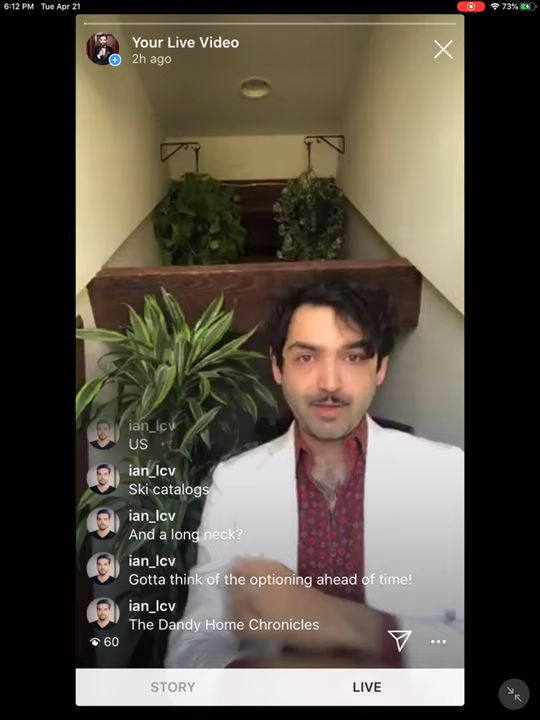 6:12 PM Tue Apr 21
73%
Your Live Video
2h ago
ian_lcv
US
ian_lcv
Ski catalogs
ian_lcv
And a long neck?
ian_lcv
Gotta think of the optioning ahead of time!
ian_lcv
The Dandy Home Chronicles
60
STORY
LIVE